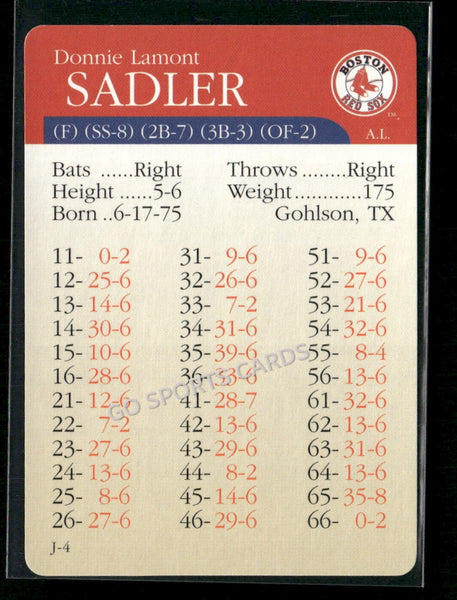 Donnie Lamont
SADLER
BOSTON
RED SOX
TM
(F) (SS-8) (2B-7) (3B-3) (OF-2)
A.L.
Bats ......Right Throws ........Right
Height ......5-6 Weight............175
Born ..6-17-75 Gohlson, TX
11- 0-2 31- 9-6 51- 9-6
12- 25-6 32- 26-6 52- 27-6
13- 14-6 33- 7-2 53- 21-6
14- 30-6 34- 31-6 54- 32-6
15- 10-6 35- 39-6 55- 8-4
16- 28-6 36- 3-6 56- 13-6
21- 12-6 41- 28-7 61- 32-6
22- 7-2 42- 13-6 62- 13-6
23- 27-6 43- 29-6 63- 31-6
24- 13-6 44- 8-2 64- 13-6
25- 8-6 45- 14-6 65- 35-8
26- 27-6 46- 29-6 66- 0-2
GO SPORTS CARDS
J-4